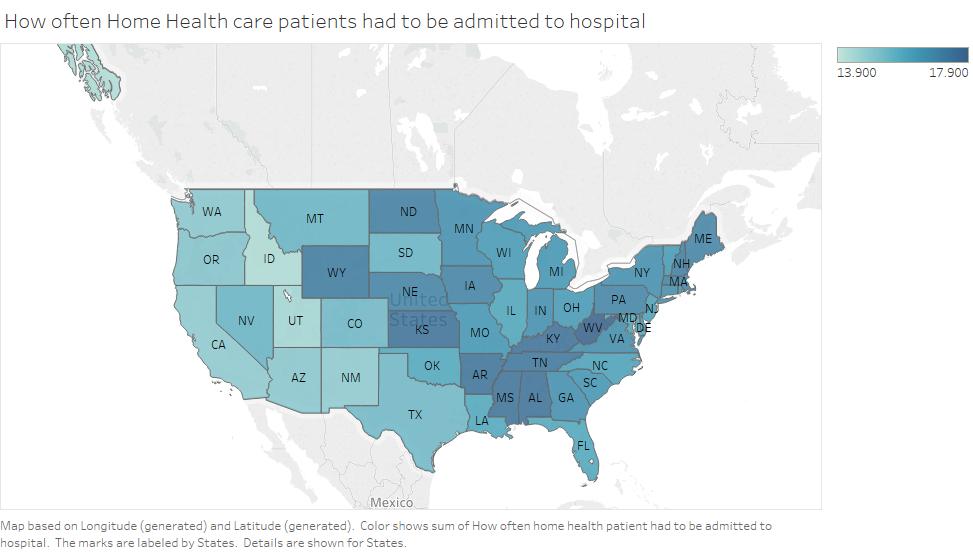 How often Home Health care patients had to be admitted to hospital
13.900 17.900
WA
MT
ND
MN
ME
OR
ID
WY
SD
WI
MI
NY
NH
MA
NV
UT
CO
NE
IA
IL
IN
OH
PA
NJ
United
States
CA
KS
MO
KY
WV
MD
DE
VA
AZ
NM
OK
AR
TN
NC
SC
TX
LA
MS
AL
GA
FL
Mexico
Map based on Longitude (generated) and Latitude (generated). Color shows sum of How often home health patient had to be admitted to
hospital. The marks are labeled by States. Details are shown for States.